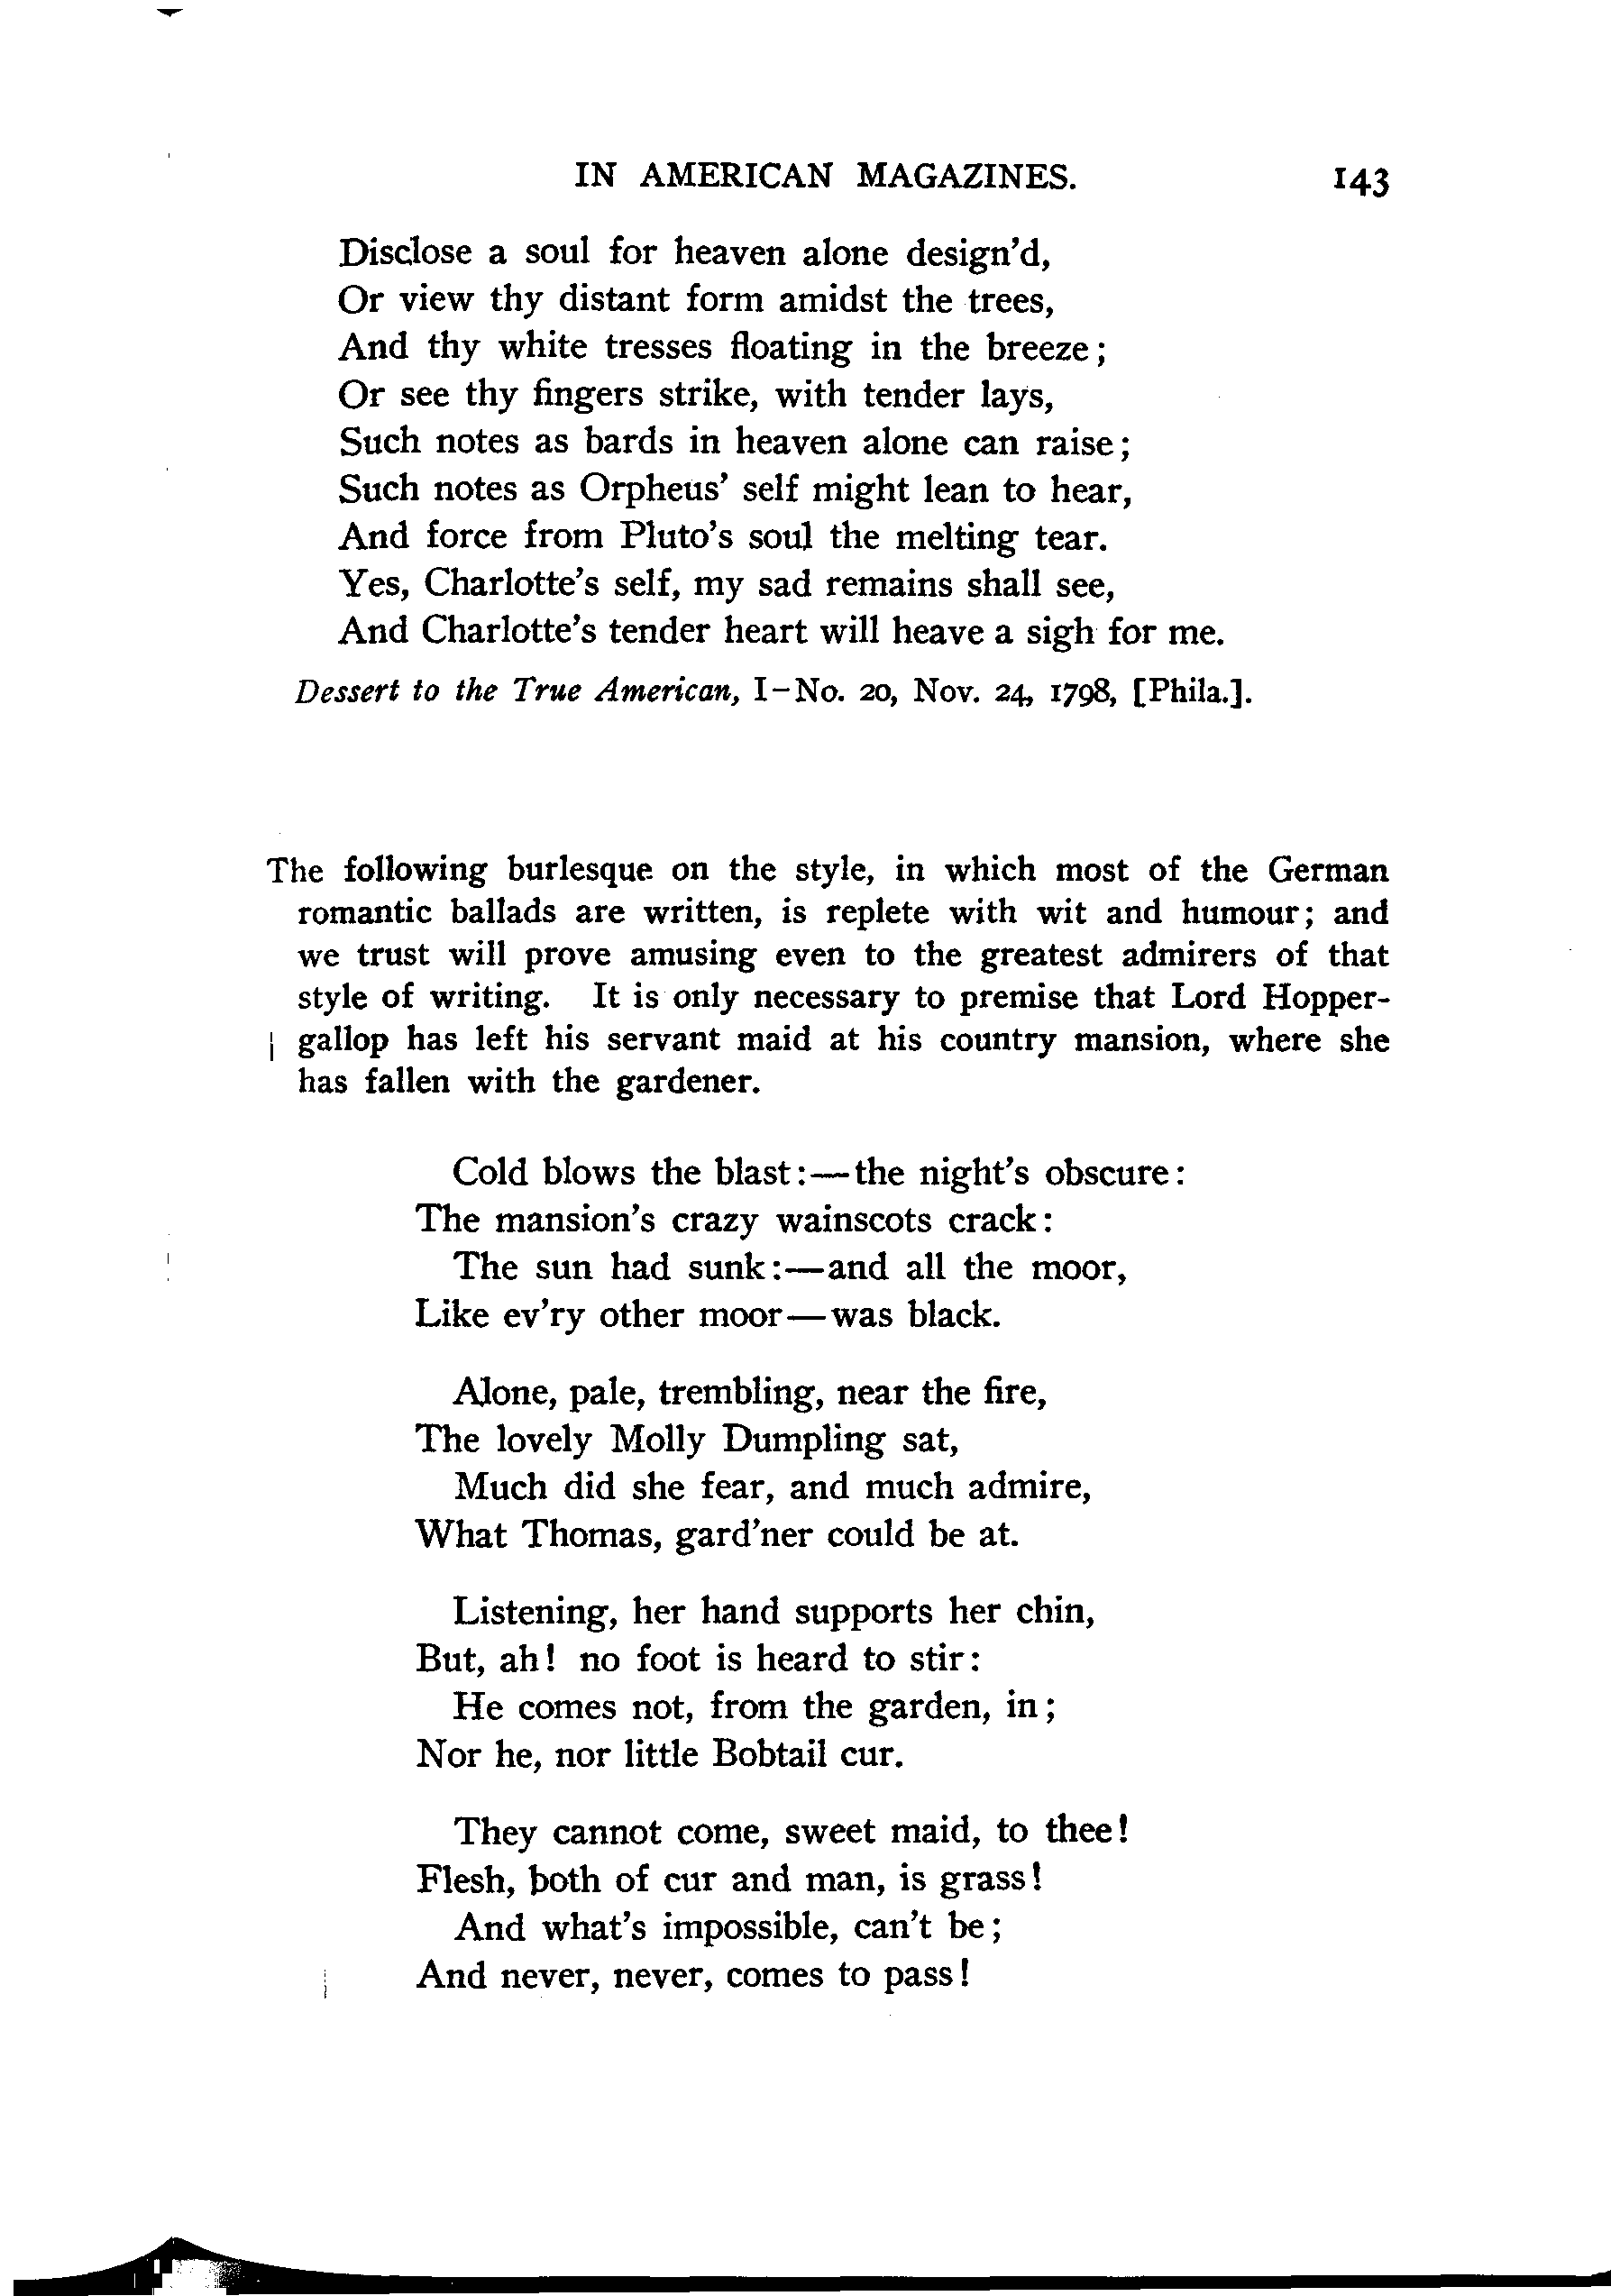 IN AMERICAN MAGAZINES. 143
Disclose a soul for heaven alone design'd,
Or view thy distant form amidst the trees,
And thy white tresses floating in the breeze;
Or see thy fingers strike, with tender lays,
Such notes as bards in heaven alone can raise;
Such notes as Orpheus' self might lean to hear,
And force from Pluto's soul the melting tear.
Yes, Charlotte's self, my sad remains shall see,
And Charlotte's tender heart will heave a sigh for me.
Dessert to the True American, I-No. 20, Nov. 24, 1798, [Phila.].
The following burlesque on the style, in which most of the German
romantic ballads are written, is replete with wit and humour; and
we trust will prove amusing even to the greatest admirers of that
style of writing. It is only necessary to premise that Lord Hopper-
gallop has left his servant maid at his country mansion, where she
has fallen with the gardener.
Cold blows the blast:—the night's obscure:
The mansion's crazy wainscots crack:
The sun had sunk:—and all the moor,
Like ev'ry other moor—was black.
Alone, pale, trembling, near the fire,
The lovely Molly Dumpling sat,
Much did she fear, and much admire,
What Thomas, gard'ner could be at.
Listening, her hand supports her chin,
But, ah! no foot is heard to stir:
He comes not, from the garden, in;
Nor he, nor little Bobtail cur.
They cannot come, sweet maid, to thee!
Flesh, both of cur and man, is grass!
And what's impossible, can't be;
And never, never, comes to pass!